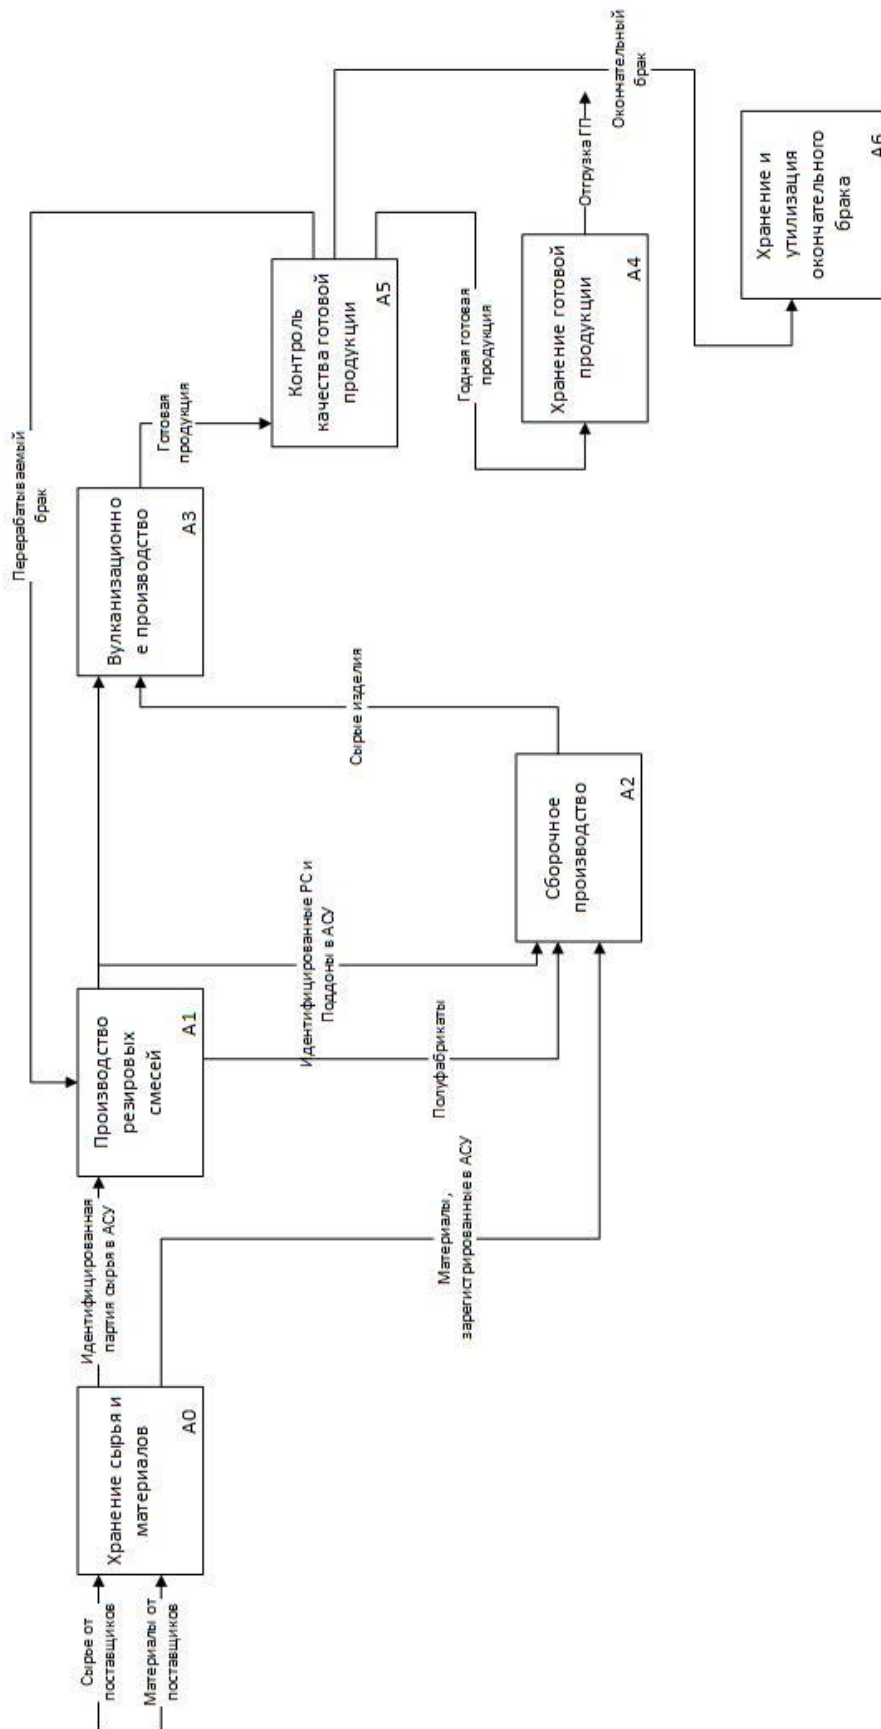 Сырье от
поставщиков
Материалы от
поставщиков
Хранение сырья и
материалов
А0
Идентифицированная
партия сырья в АСУ
Материалы,
зарегистрированные в АСУ
Производство
резировых
смесей
А1
Полуфабрикаты
Идентифицированные РС и
Поддоны в АСУ
Сборочное
производство
А2
Сырые изделия
Перерабатываемый
брак
Вулканизационно
е производство
А3
Готовая
продукция
Контроль
качества готовой
продукции
А5
Годная готовая
продукция
Хранение готовой
продукции
А4
Отгрузка ГП
Окончательный
брак
Хранение и
утилизация
окончательного
брака
А6